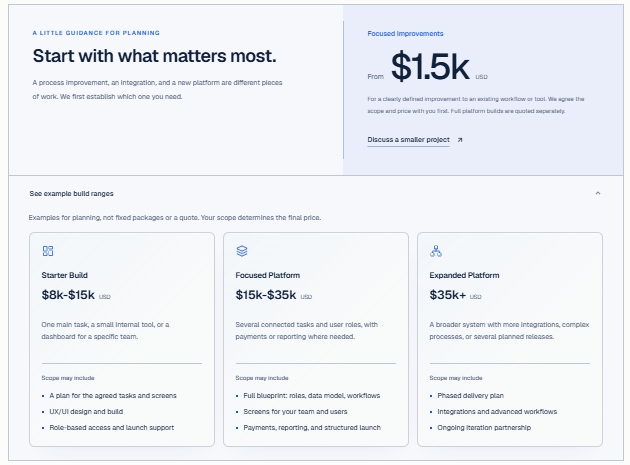 A LITTLE GUIDANCE FOR PLANNING
Start with what matters most.
A process improvement, an integration, and a new platform are different pieces
of work. We first establish which one you need.
Focused improvements
From $1.5k USD
For a clearly defined improvement to an existing workflow or tool. We agree the
scope and price with you first. Full platform builds are quoted separately.
Discuss a smaller project
See example build ranges
Examples for planning, not fixed packages or a quote. Your scope determines the final price.
Starter Build
$8k-$15k USD
One main task, a small internal tool, or a
dashboard for a specific team.
Scope may include
A plan for the agreed tasks and screens
UX/UI design and build
Role-based access and launch support
Focused Platform
$15k-$35k USD
Several connected tasks and user roles, with
payments or reporting where needed.
Scope may include
Full blueprint: roles, data model, workflows
Screens for your team and users
Payments, reporting, and structured launch
Expanded Platform
$35k+ USD
A broader system with more integrations, complex
processes, or several planned releases.
Scope may include
Phased delivery plan
Integrations and advanced workflows
Ongoing iteration partnership